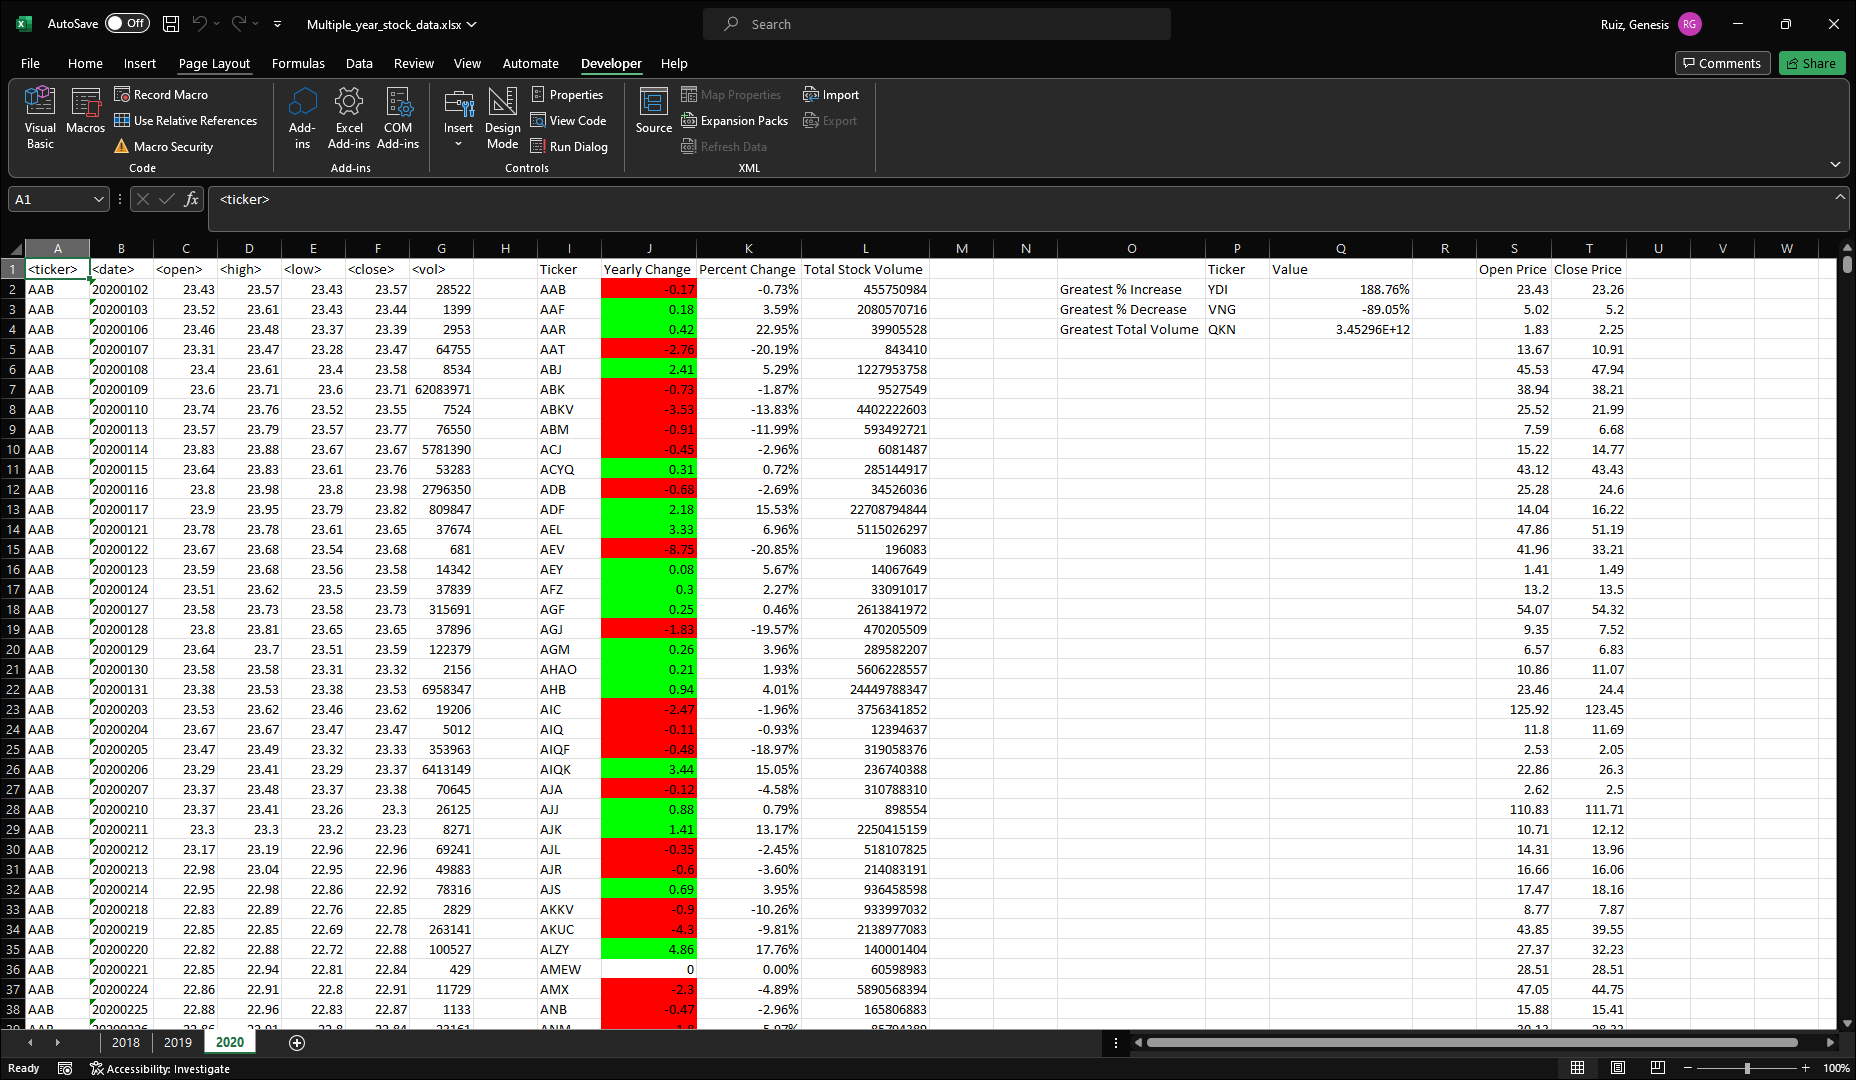 AutoSave Off Multiple_year_stock_data.xlsx Search Ruiz, Genesis RG
File Home Insert Page Layout Formulas Data Review View Automate Developer Help Comments Share
Visual Basic
Macros
Record Macro
Use Relative References
Macro Security
Code
Add-ins
Excel Add-ins
COM Add-ins
Add-ins
Insert
Design Mode
Properties
View Code
Run Dialog
Controls
Source
Map Properties
Expansion Packs
Refresh Data
Import
Export
XML
A1 fx <ticker>
A B C D E F G H I J K L M N O P Q R S T U V W
1 <ticker> <date> <open> <high> <low> <close> <vol> Ticker Yearly Change Percent Change Total Stock Volume Ticker Value Open Price Close Price
2 AAB 20200102 23.43 23.57 23.43 23.57 28522 AAB -0.17 -0.73% 455750984 Greatest % Increase YDI 188.76% 23.43 23.26
3 AAB 20200103 23.52 23.61 23.43 23.44 1399 AAF 0.18 3.59% 2080570716 Greatest % Decrease VNG -89.05% 5.02 5.2
4 AAB 20200106 23.46 23.48 23.37 23.39 2953 AAR 0.42 22.95% 39905528 Greatest Total Volume QKN 3.45296E+12 1.83 2.25
5 AAB 20200107 23.31 23.47 23.28 23.47 64755 AAT -2.76 -20.19% 843410 13.67 10.91
6 AAB 20200108 23.4 23.61 23.4 23.58 8534 ABJ 2.41 5.29% 1227953758 45.53 47.94
7 AAB 20200109 23.6 23.71 23.6 23.71 62083971 ABK -0.73 -1.87% 9527549 38.94 38.21
8 AAB 20200110 23.74 23.76 23.52 23.55 7524 ABKV -3.53 -13.83% 4402222603 25.52 21.99
9 AAB 20200113 23.57 23.79 23.57 23.77 76550 ABM -0.91 -11.99% 593492721 7.59 6.68
10 AAB 20200114 23.83 23.88 23.67 23.67 5781390 ACJ -0.45 -2.96% 6081487 15.22 14.77
11 AAB 20200115 23.64 23.83 23.61 23.76 53283 ACYQ 0.31 0.72% 285144917 43.12 43.43
12 AAB 20200116 23.8 23.98 23.8 23.98 2796350 ADB -0.68 -2.69% 34526036 25.28 24.6
13 AAB 20200117 23.9 23.95 23.79 23.82 809847 ADF 2.18 15.53% 22708794844 14.04 16.22
14 AAB 20200121 23.78 23.78 23.61 23.65 37674 AEL 3.33 6.96% 5115026297 47.86 51.19
15 AAB 20200122 23.67 23.68 23.54 23.68 681 AEV -8.75 -20.85% 196083 41.96 33.21
16 AAB 20200123 23.59 23.68 23.56 23.58 14342 AEY 0.08 5.67% 14067649 1.41 1.49
17 AAB 20200124 23.51 23.62 23.5 23.59 37839 AFZ 0.3 2.27% 33091017 13.2 13.5
18 AAB 20200127 23.58 23.73 23.58 23.73 315691 AGF 0.25 0.46% 2613841972 54.07 54.32
19 AAB 20200128 23.8 23.81 23.65 23.65 37896 AGJ -1.83 -19.57% 470205509 9.35 7.52
20 AAB 20200129 23.64 23.7 23.51 23.59 122379 AGM 0.26 3.96% 289582207 6.57 6.83
21 AAB 20200130 23.58 23.58 23.31 23.32 2156 AHAO 0.21 1.93% 5606228557 10.86 11.07
22 AAB 20200131 23.38 23.53 23.38 23.53 6958347 AHB 0.94 4.01% 24449788347 23.46 24.4
23 AAB 20200203 23.53 23.62 23.46 23.62 19206 AIC -2.47 -1.96% 3756341852 125.92 123.45
24 AAB 20200204 23.67 23.67 23.47 23.47 5012 AIQ -0.11 -0.93% 12394637 11.8 11.69
25 AAB 20200205 23.47 23.49 23.32 23.33 353963 AIQF -0.48 -18.97% 319058376 2.53 2.05
26 AAB 20200206 23.29 23.41 23.29 23.37 6413149 AIQK 3.44 15.05% 236740388 22.86 26.3
27 AAB 20200207 23.37 23.48 23.37 23.38 70645 AJA -0.12 -4.58% 310788310 2.62 2.5
28 AAB 20200210 23.37 23.41 23.26 23.3 26125 AJJ 0.88 0.79% 898554 110.83 111.71
29 AAB 20200211 23.3 23.3 23.2 23.23 8271 AJK 1.41 13.17% 2250415159 10.71 12.12
30 AAB 20200212 23.17 23.19 22.96 22.96 69241 AJL -0.35 -2.45% 518107825 14.31 13.96
31 AAB 20200213 22.98 23.04 22.95 22.96 49883 AJR -0.6 -3.60% 214083191 16.66 16.06
32 AAB 20200214 22.95 22.98 22.86 22.92 78316 AJS 0.69 3.95% 936458598 17.47 18.16
33 AAB 20200218 22.83 22.89 22.76 22.85 2829 AKKV -0.9 -10.26% 933997032 8.77 7.87
34 AAB 20200219 22.85 22.85 22.69 22.78 263141 AKUC -4.3 -9.81% 2138977083 43.85 39.55
35 AAB 20200220 22.82 22.88 22.72 22.88 100527 ALZY 4.86 17.76% 140001404 27.37 32.23
36 AAB 20200221 22.85 22.94 22.81 22.84 429 AMEW 0 0.00% 60598983 28.51 28.51
37 AAB 20200224 22.86 22.91 22.8 22.91 11729 AMX -2.3 -4.89% 5890568394 47.05 44.75
38 AAB 20200225 22.88 22.96 22.83 22.87 1133 ANB -0.47 -2.96% 165806883 15.88 15.41
2018 2019 2020
Ready Accessibility: Investigate 100%